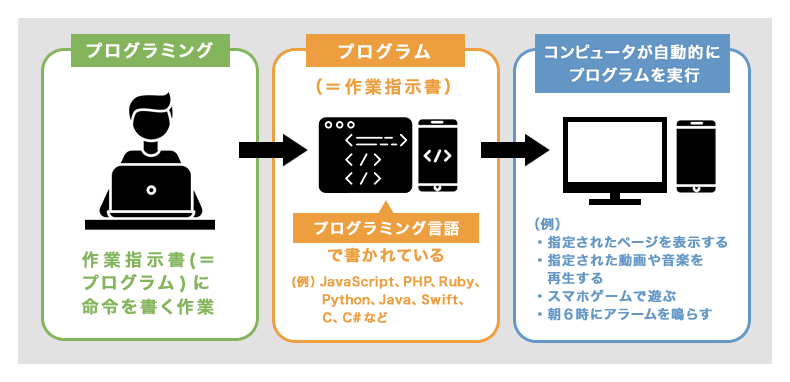 プログラミング
作業指示書(＝
プログラム)に
命令を書く作業
プログラム
(＝作業指示書)
</>
プログラミング言語
で書かれている
(例) JavaScript、PHP、Ruby、
Python、Java、Swift、
C、C#など
コンピュータが自動的に
プログラムを実行
(例)
・指定されたページを表示する
・指定された動画や音楽を
再生する
・スマホゲームで遊ぶ
・朝６時にアラームを鳴らす